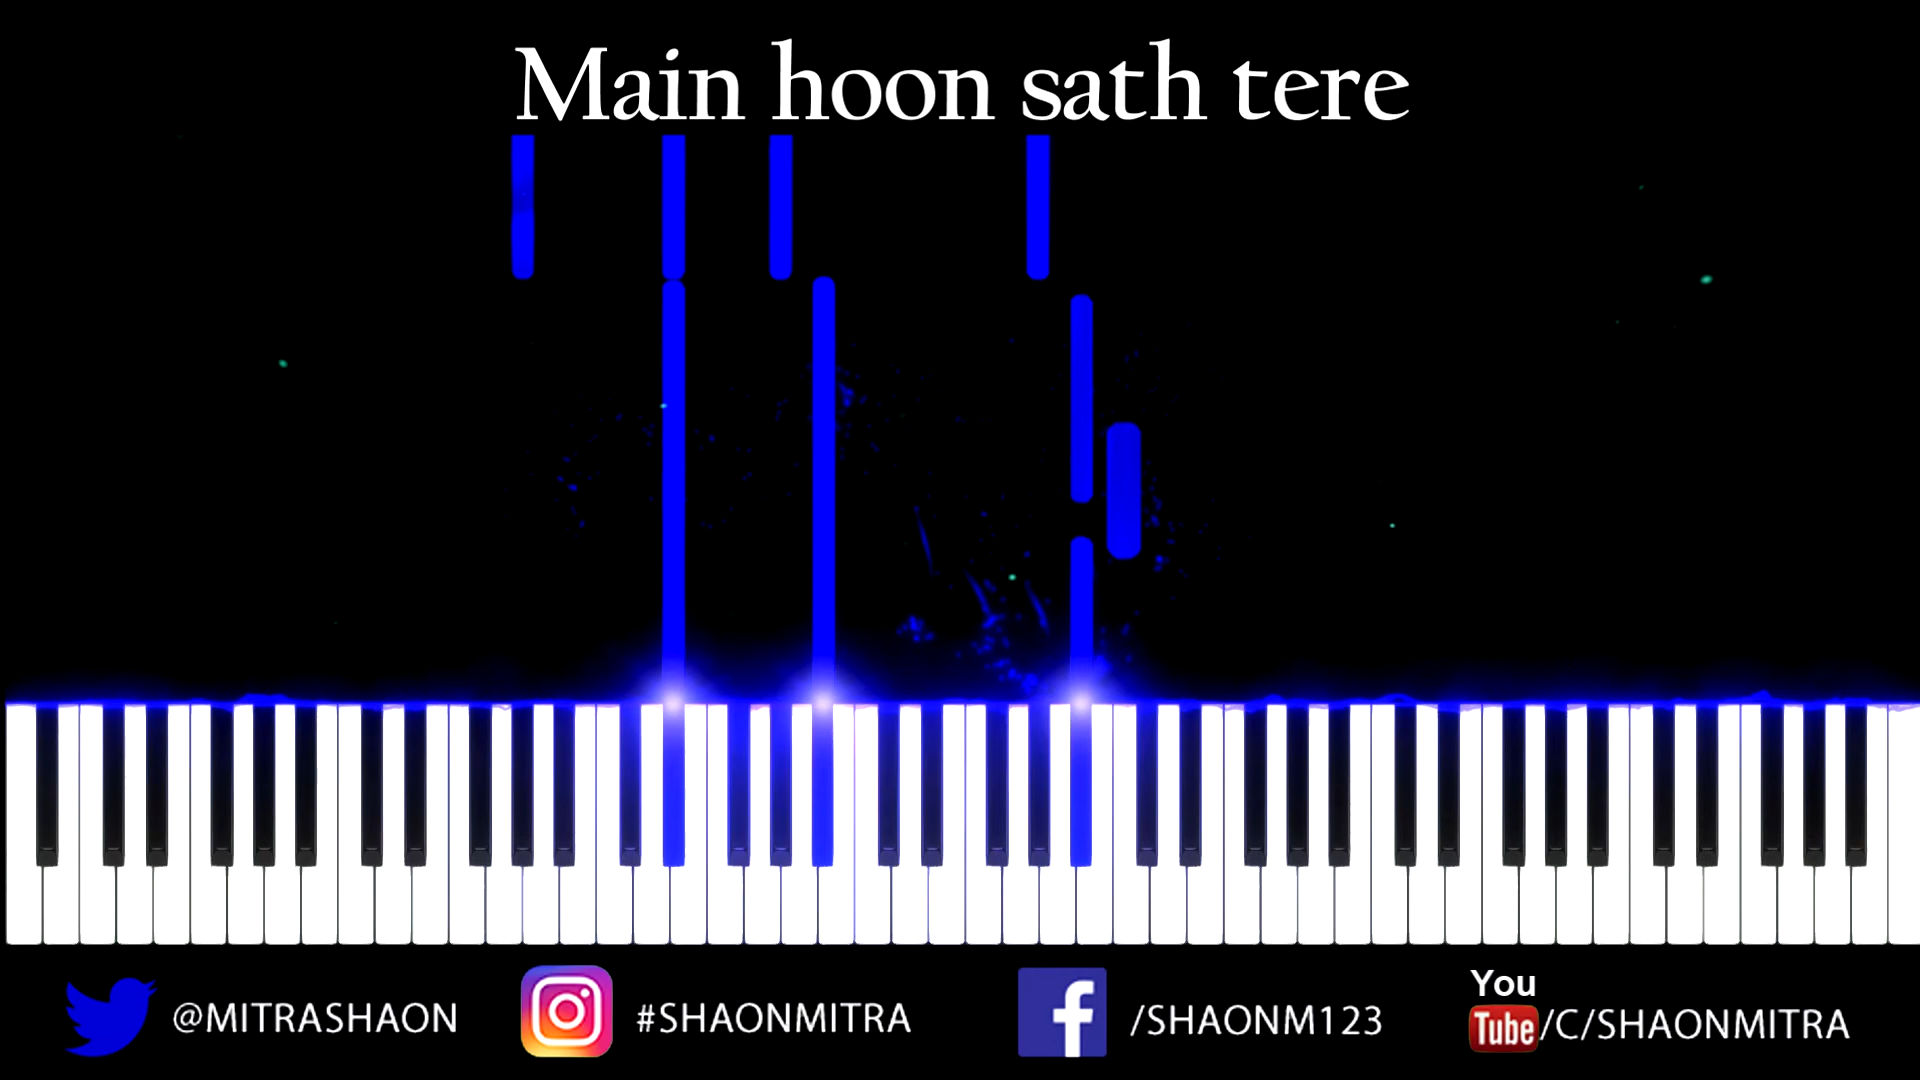 Main hoon sath tere
@MITRASHAON
#SHAONMITRA
/SHAONM123
You
Tube/C/SHAONMITRA